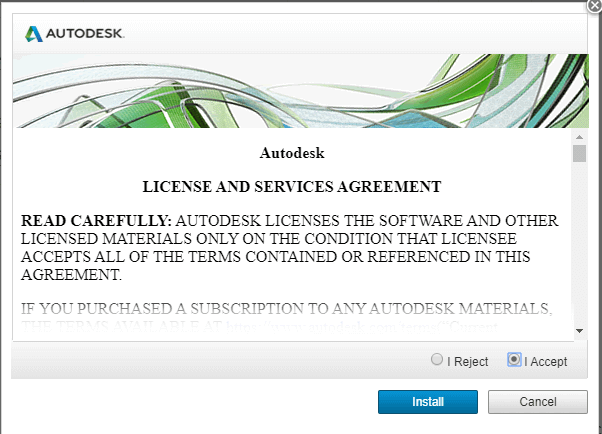 AUTODESK.
Autodesk
LICENSE AND SERVICES AGREEMENT
READ CAREFULLY: AUTODESK LICENSES THE SOFTWARE AND OTHER
LICENSED MATERIALS ONLY ON THE CONDITION THAT LICENSEE
ACCEPTS ALL OF THE TERMS CONTAINED OR REFERENCED IN THIS
AGREEMENT.
IF YOU PURCHASED A SUBSCRIPTION TO ANY AUTODESK MATERIALS,
THE TERMS AVAILABLE AT
I Reject I Accept
Install Cancel